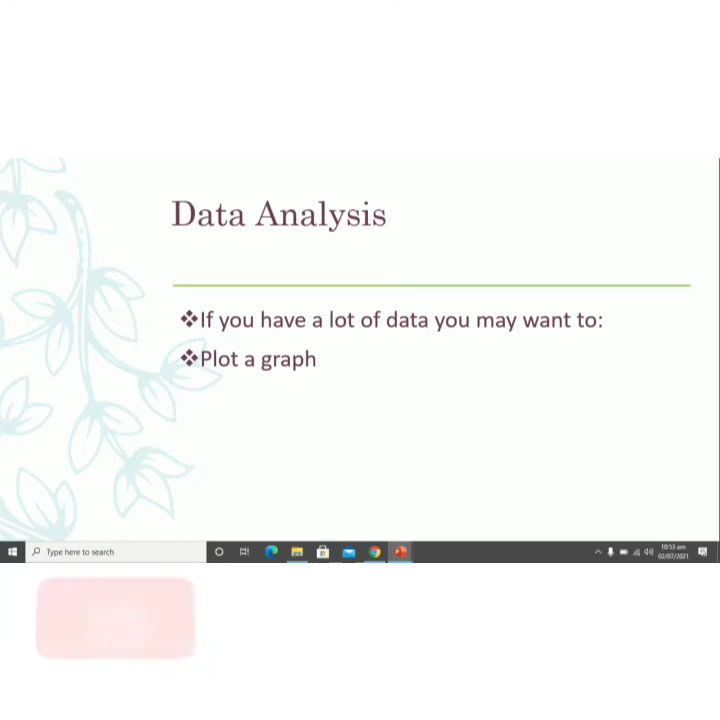 Data Analysis
❖If you have a lot of data you may want to:
❖Plot a graph
Type here to search
10:53 am
02/07/2021